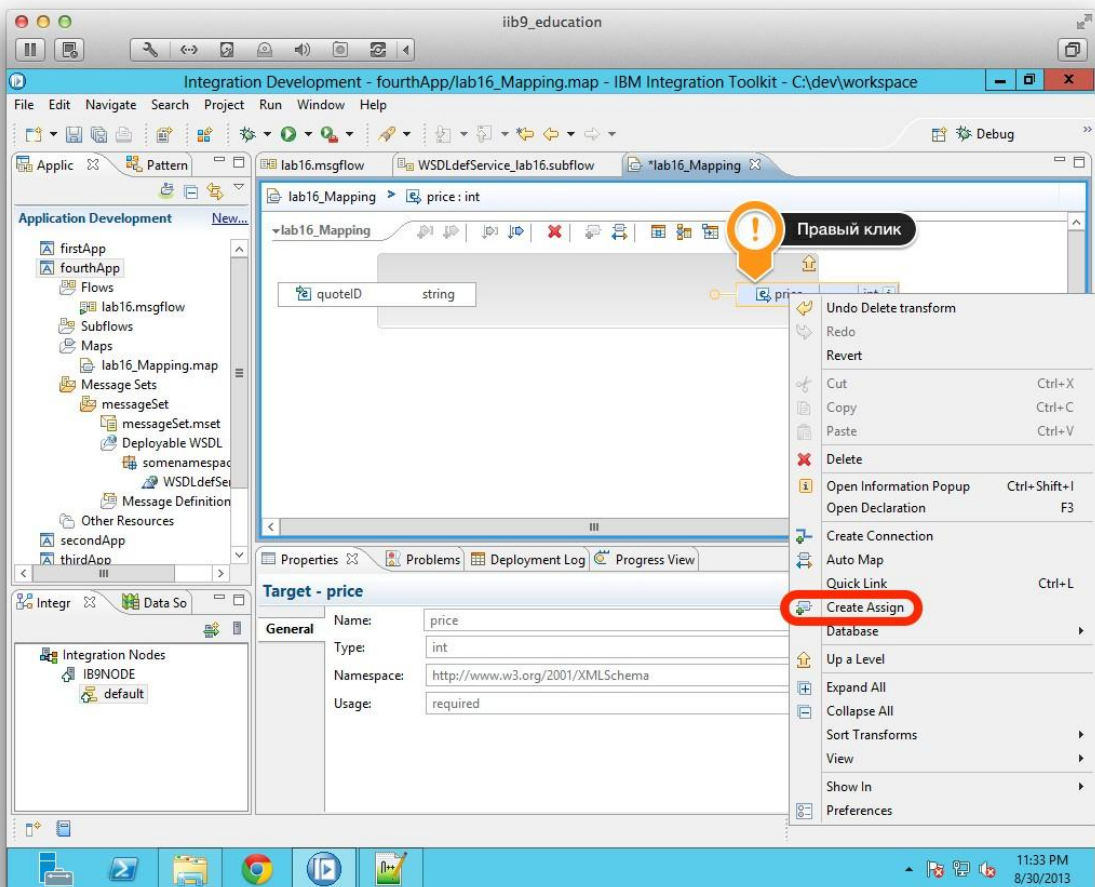 iib9_education
Integration Development - fourthApp/lab16_Mapping.map - IBM Integration Toolkit - C:\dev\workspace
File Edit Navigate Search Project Run Window Help
Debug
Applic
Pattern
lab16.msgflow
WSDLdefService_lab16.subflow
*lab16_Mapping
lab16_Mapping
price : int
Application Development
New...
lab16_Mapping
Правый клик
firstApp
fourthApp
Flows
lab16.msgflow
Subflows
Maps
lab16_Mapping.map
Message Sets
messageSet
messageSet.mset
Deployable WSDL
somenamespac
WSDLdefSer
Message Definition
Other Resources
secondApp
thirdApp
quoteID string
Undo Delete transform
Redo
Revert
Cut Ctrl+X
Copy Ctrl+C
Paste Ctrl+V
Delete
Open Information Popup Ctrl+Shift+I
Open Declaration F3
Create Connection
Auto Map
Quick Link Ctrl+L
Create Assign
Database
Up a Level
Expand All
Collapse All
Sort Transforms
View
Show In
Preferences
Properties
Problems
Deployment Log
Progress View
Target - price
General
Name: price
Type: int
Namespace: http://www.w3.org/2001/XMLSchema
Usage: required
Integr
Data So
Integration Nodes
IB9NODE
default
11:33 PM
8/30/2013